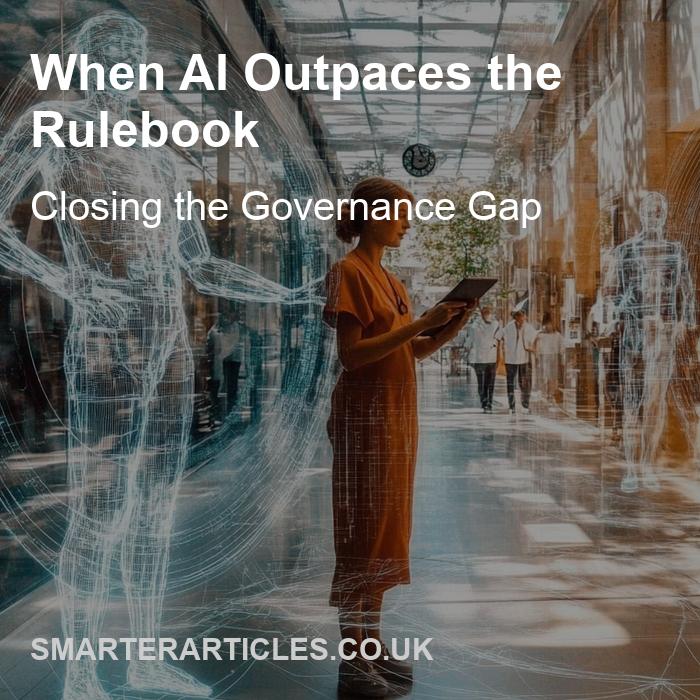 When AI Outpaces the
Rulebook
Closing the Governance Gap
SMARTERARTICLES.CO.UK